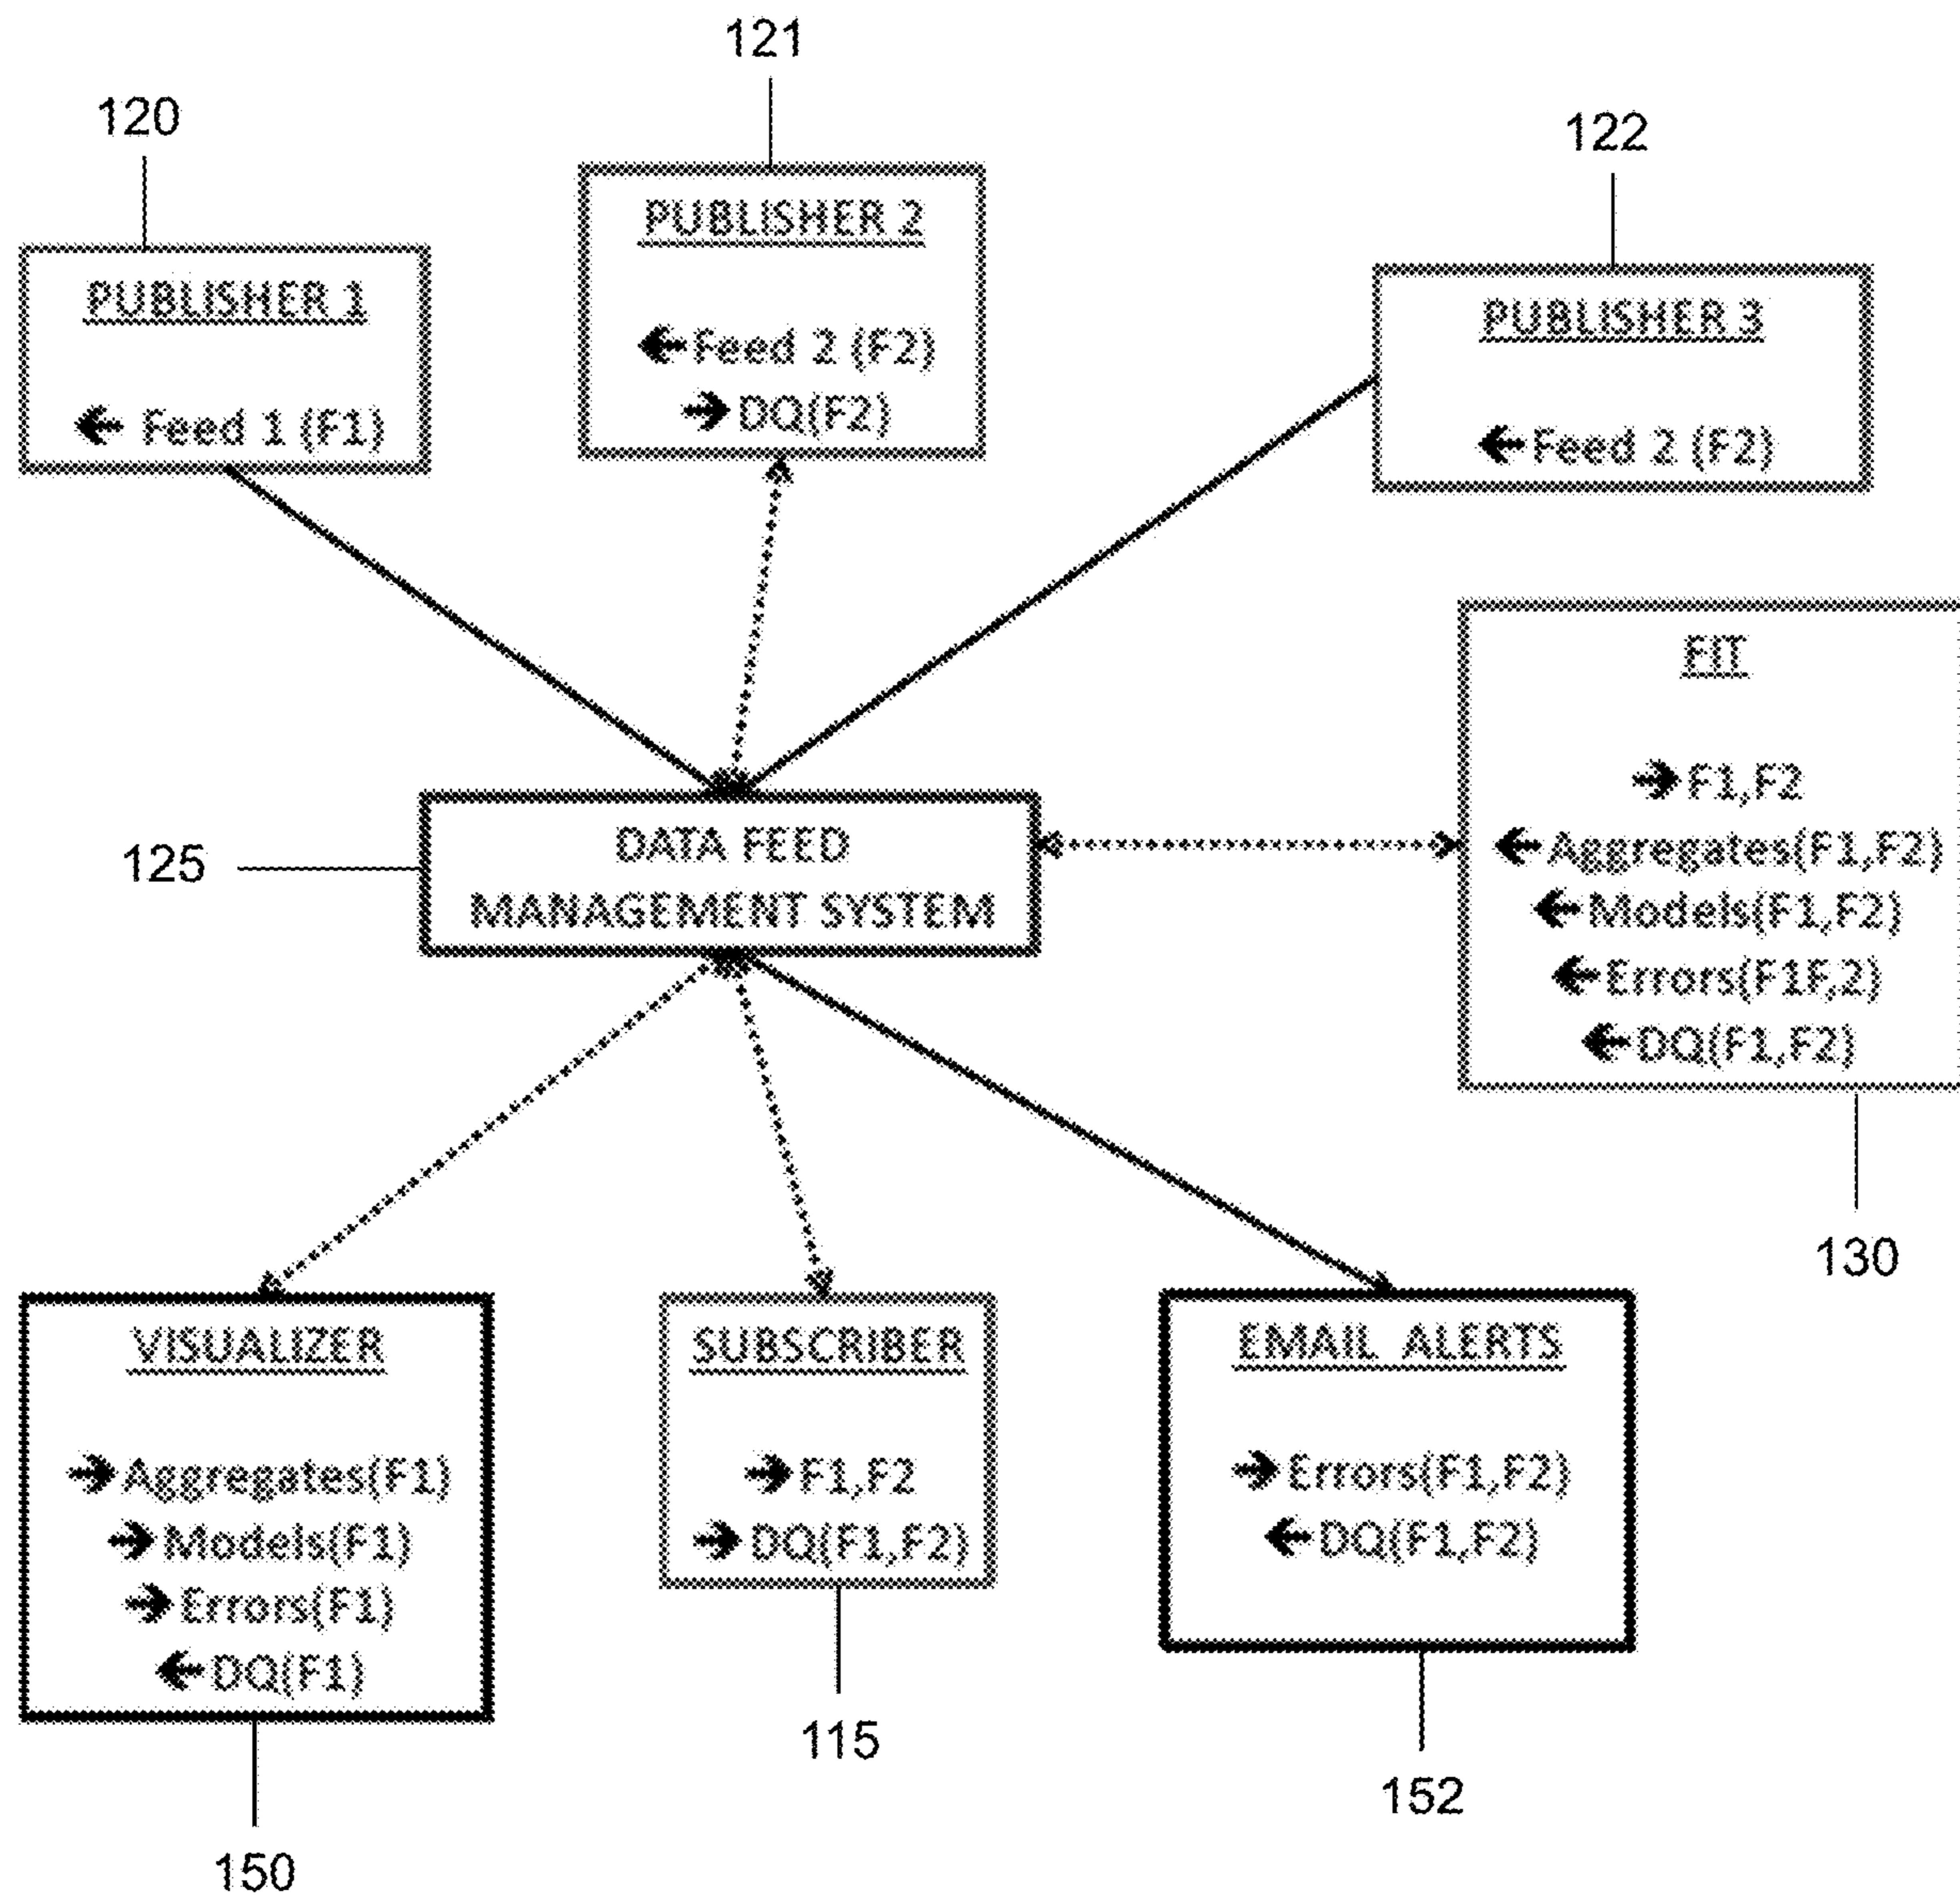 121
120
122
PUBLISHER 1
← Feed 1 (F1)
PUBLISHER 2
← Feed 2 (F2)
→ DQ(F2)
PUBLISHER 3
← Feed 2 (F2)
FIT
→ F1,F2
← Aggregates(F1,F2)
← Models(F1,F2)
← Errors(F1F,2)
← DQ(F1,F2)
130
125
DATA FEED
MANAGEMENT SYSTEM
VISUALIZER
→ Aggregates(F1)
→ Models(F1)
→ Errors(F1)
← DQ(F1)
150
SUBSCRIBER
→ F1,F2
→ DQ(F1,F2)
115
EMAIL ALERTS
→ Errors(F1,F2)
← DQ(F1,F2)
152